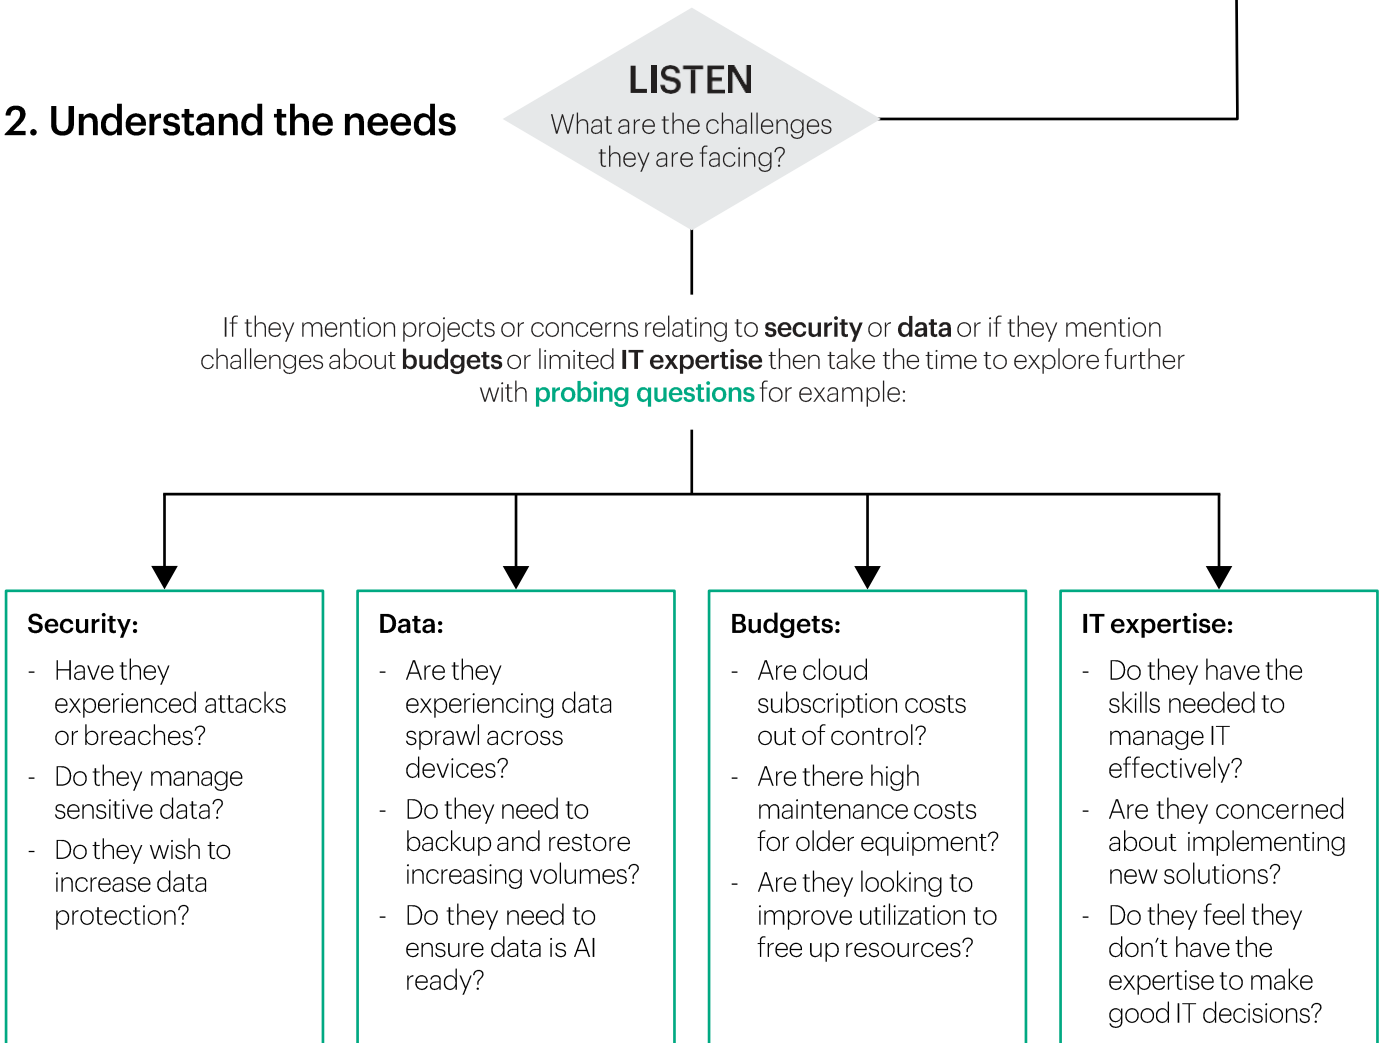 LISTEN
2. Understand the needs
What are the challenges
they are facing?
If they mention projects or concerns relating to security or data or if they mention
challenges about budgets or limited IT expertise then take the time to explore further
with probing questions for example:
Security:
- Have they
experienced attacks
or breaches?
- Do they manage
sensitive data?
- Do they wish to
increase data
protection?
Data:
- Are they
experiencing data
sprawl across
devices?
- Do they need to
backup and restore
increasing volumes?
- Do they need to
ensure data is AI
ready?
Budgets:
- Are cloud
subscription costs
out of control?
- Are there high
maintenance costs
for older equipment?
- Are they looking to
improve utilization to
free up resources?
IT expertise:
- Do they have the
skills needed to
manage IT
effectively?
- Are they concerned
about implementing
new solutions?
- Do they feel they
don't have the
expertise to make
good IT decisions?